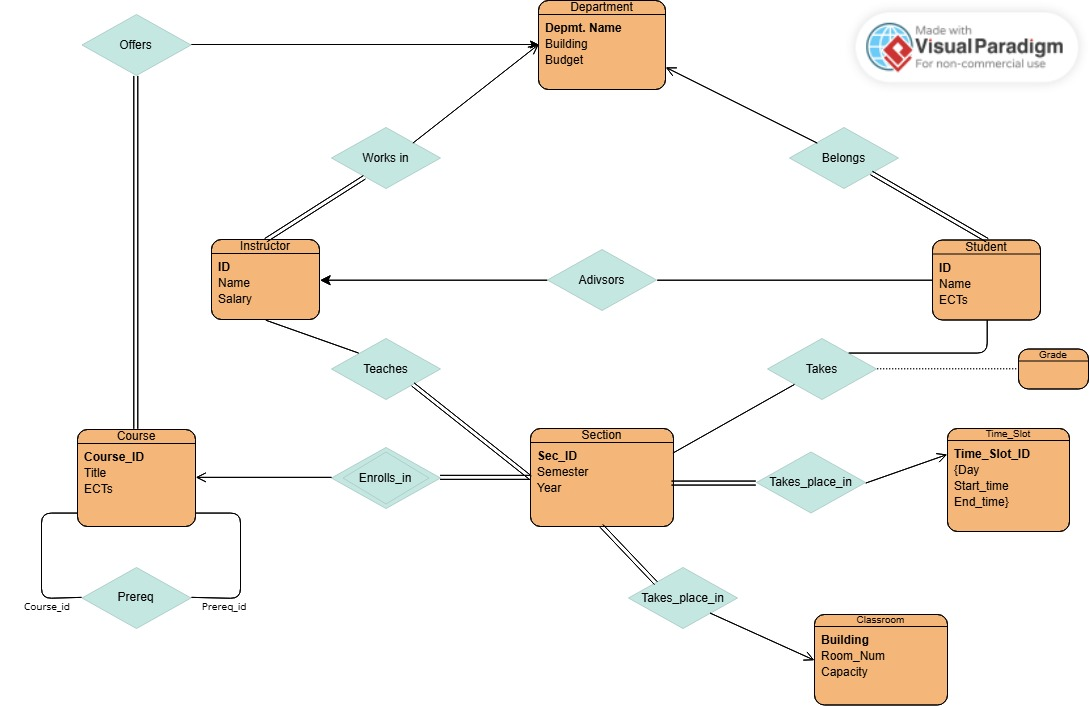 Department
Depmt. Name
Building
Budget
Made with
Visual Paradigm
For non-commercial use
Offers
Works in
Belongs
Instructor
ID
Name
Salary
Adivsors
Student
ID
Name
ECTs
Teaches
Takes
Grade
Course
Course_ID
Title
ECTs
Enrolls_in
Section
Sec_ID
Semester
Year
Takes_place_in
Time_Slot
Time_Slot_ID
{Day
Start_time
End_time}
Course_id
Prereq
Prereq_id
Takes_place_in
Classroom
Building
Room_Num
Capacity